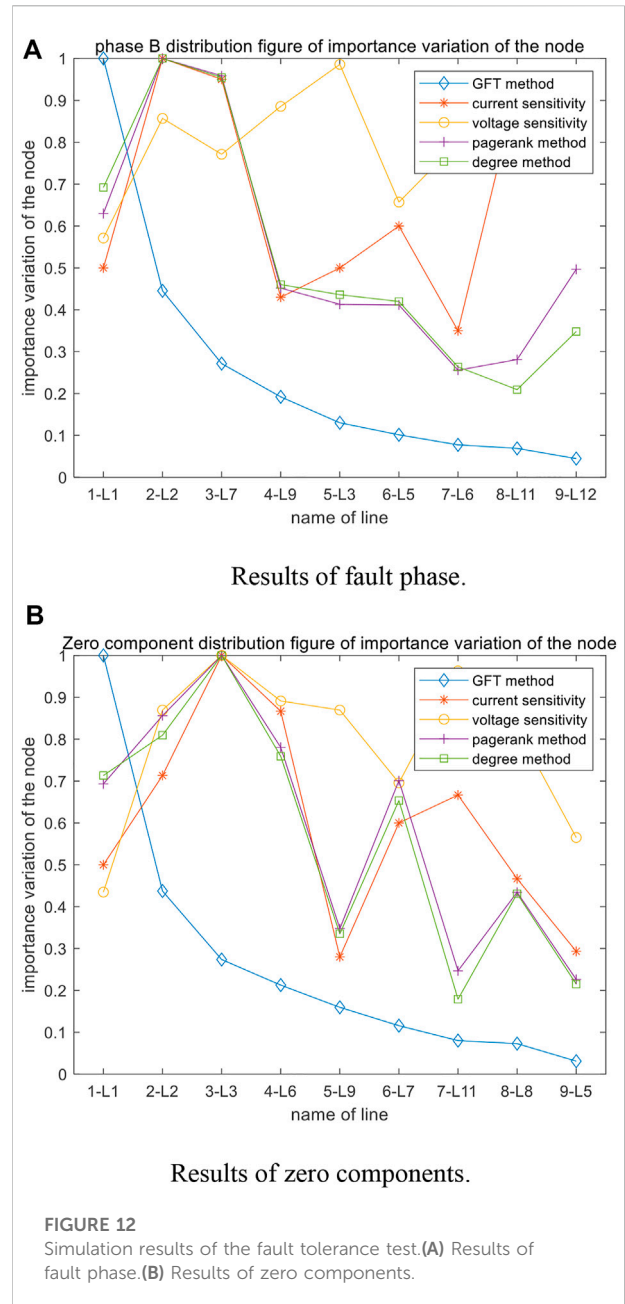 A
phase B distribution figure of importance variation of the node
1
0.9
0.8
0.7
0.6
0.5
0.4
0.3
0.2
0.1
0
importance variation of the node
GFT method
current sensitivity
voltage sensitivity
pagerank method
degree method
1-L1 2-L2 3-L7 4-L9 5-L3 6-L5 7-L6 8-L11 9-L12
name of line
Results of fault phase.
B
Zero component distribution figure of importance variation of the node
1
0.9
0.8
0.7
0.6
0.5
0.4
0.3
0.2
0.1
0
importance variation of the node
GFT method
current sensitivity
voltage sensitivity
pagerank method
degree method
1-L1 2-L2 3-L3 4-L6 5-L9 6-L7 7-L11 8-L8 9-L5
name of line
Results of zero components.
FIGURE 12
Simulation results of the fault tolerance test.(A) Results of
fault phase.(B) Results of zero components.